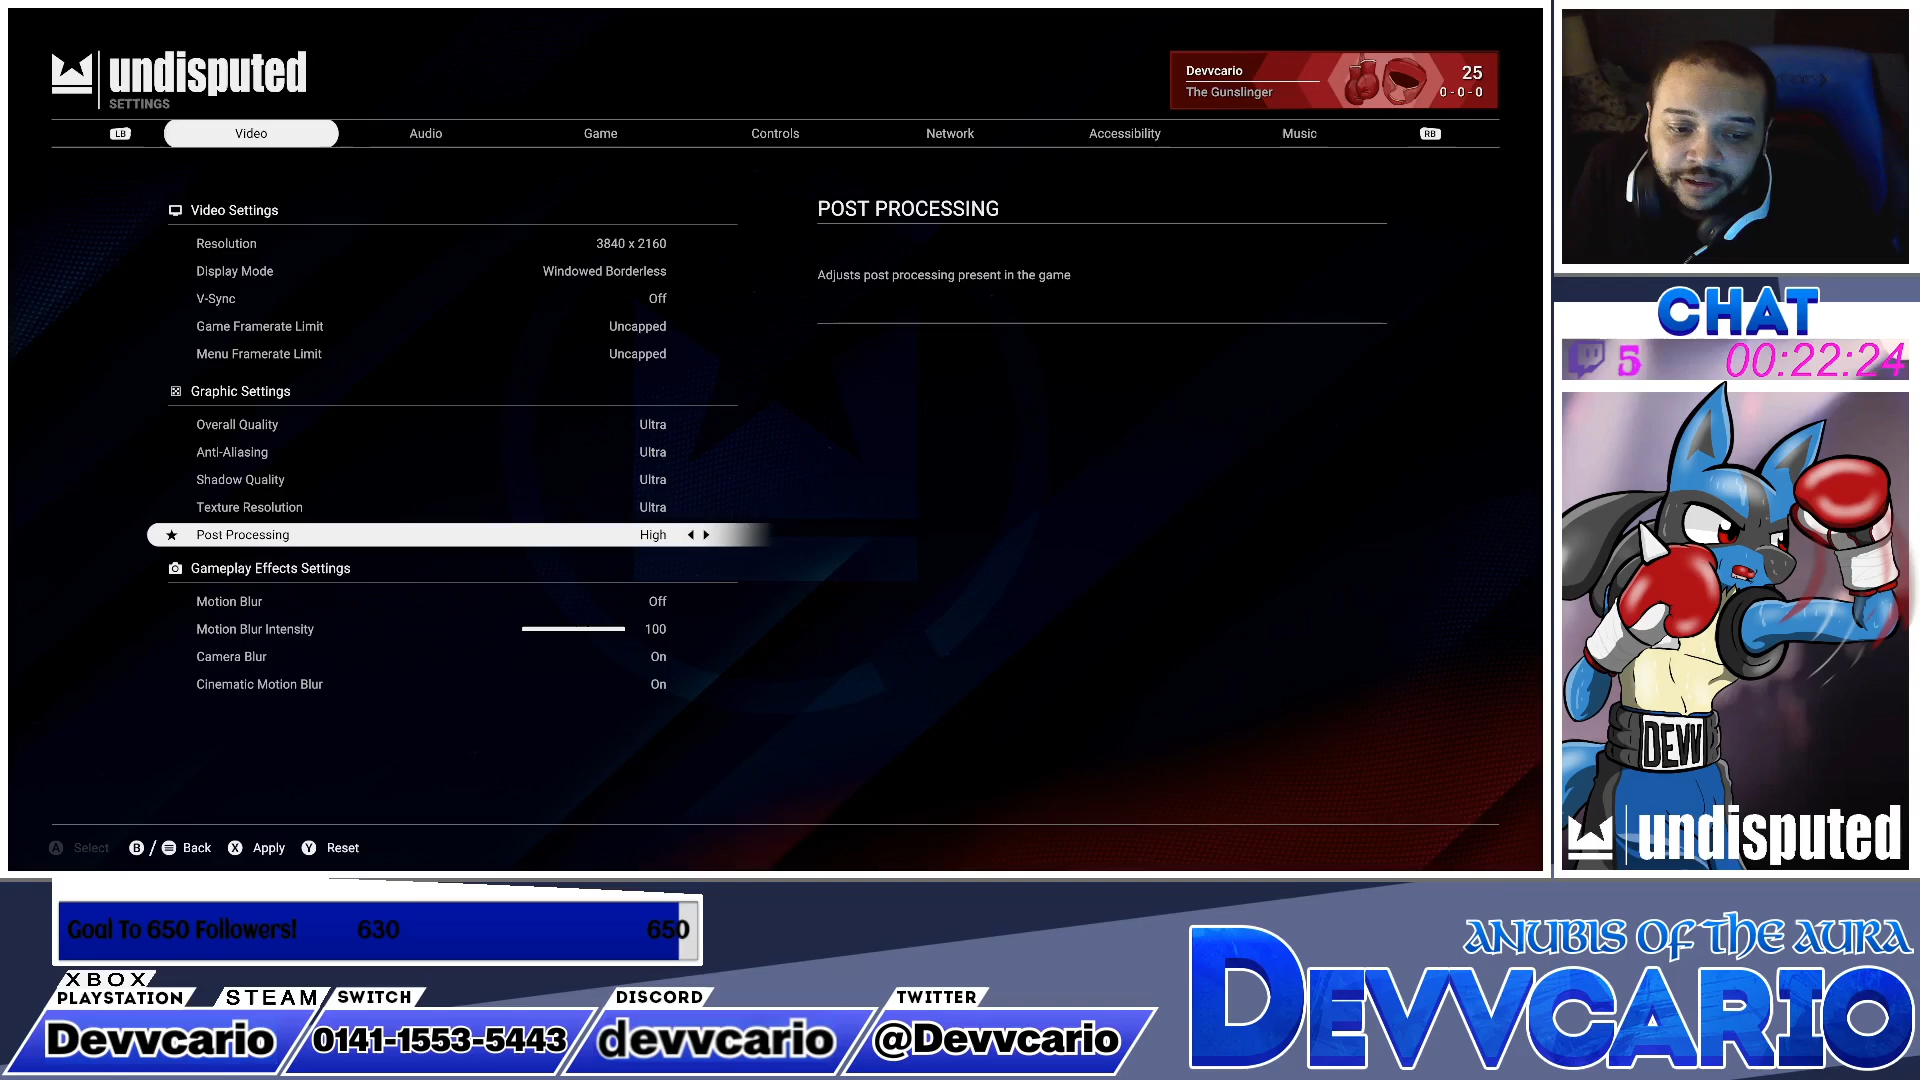 undisputed
SETTINGS
Devvcario
The Gunslinger
25
0 - 0 - 0
LB
Video
Audio
Game
Controls
Network
Accessibility
Music
RB
Video Settings
Resolution 3840 x 2160
Display Mode Windowed Borderless
V-Sync Off
Game Framerate Limit Uncapped
Menu Framerate Limit Uncapped
Graphic Settings
Overall Quality Ultra
Anti-Aliasing Ultra
Shadow Quality Ultra
Texture Resolution Ultra
Post Processing High
Gameplay Effects Settings
Motion Blur Off
Motion Blur Intensity 100
Camera Blur On
Cinematic Motion Blur On
POST PROCESSING
Adjusts post processing present in the game
A Select B / Back X Apply Y Reset
CHAT
5 00:22:24
DEVV
undisputed
Goal To 650 Followers! 630 650
XBOX
PLAYSTATION STEAM SWITCH DISCORD TWITTER
Devvcario 0141-1553-5443 devvcario @Devvcario
ANUBIS OF THE AURA
DEVVCARIO